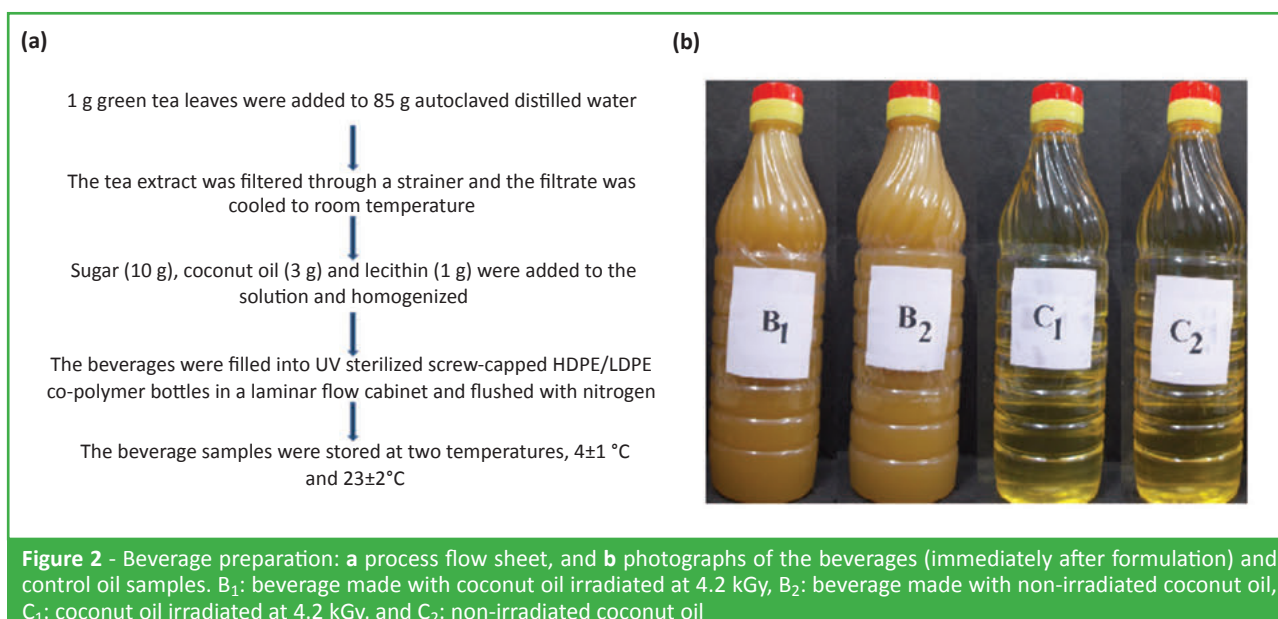 (a)
1 g green tea leaves were added to 85 g autoclaved distilled water
The tea extract was filtered through a strainer and the filtrate was
cooled to room temperature
Sugar (10 g), coconut oil (3 g) and lecithin (1 g) were added to the
solution and homogenized
The beverages were filled into UV sterilized screw-capped HDPE/LDPE
co-polymer bottles in a laminar flow cabinet and flushed with nitrogen
The beverage samples were stored at two temperatures, 4±1 °C
and 23±2°C
(b)
B₁
B₂
C₁
C₂
Figure 2 - Beverage preparation: a process flow sheet, and b photographs of the beverages (immediately after formulation) and
control oil samples. B₁: beverage made with coconut oil irradiated at 4.2 kGy, B₂: beverage made with non-irradiated coconut oil,
C₁: coconut oil irradiated at 4.2 kGy, and C₂: non-irradiated coconut oil